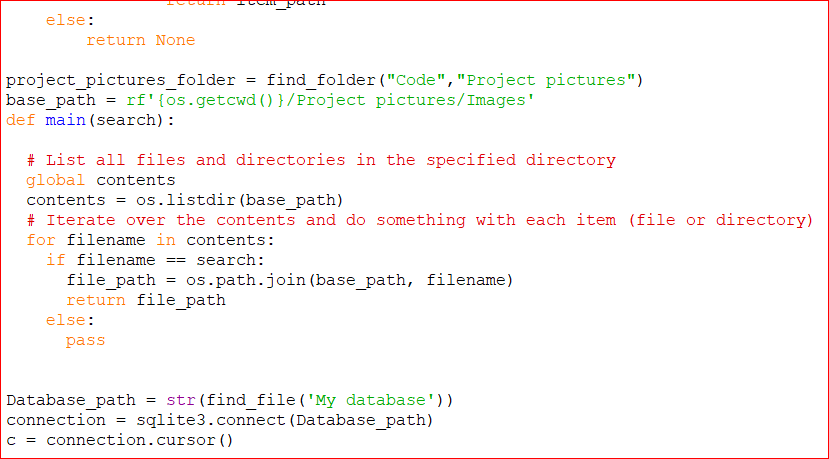 return item_path
    else:
        return None

project_pictures_folder = find_folder("Code","Project pictures")
base_path = rf'{os.getcwd()}/Project pictures/Images'
def main(search):

  # List all files and directories in the specified directory
  global contents
  contents = os.listdir(base_path)
  # Iterate over the contents and do something with each item (file or directory)
  for filename in contents:
    if filename == search:
      file_path = os.path.join(base_path, filename)
      return file_path
    else:
      pass


Database_path = str(find_file('My database'))
connection = sqlite3.connect(Database_path)
c = connection.cursor()